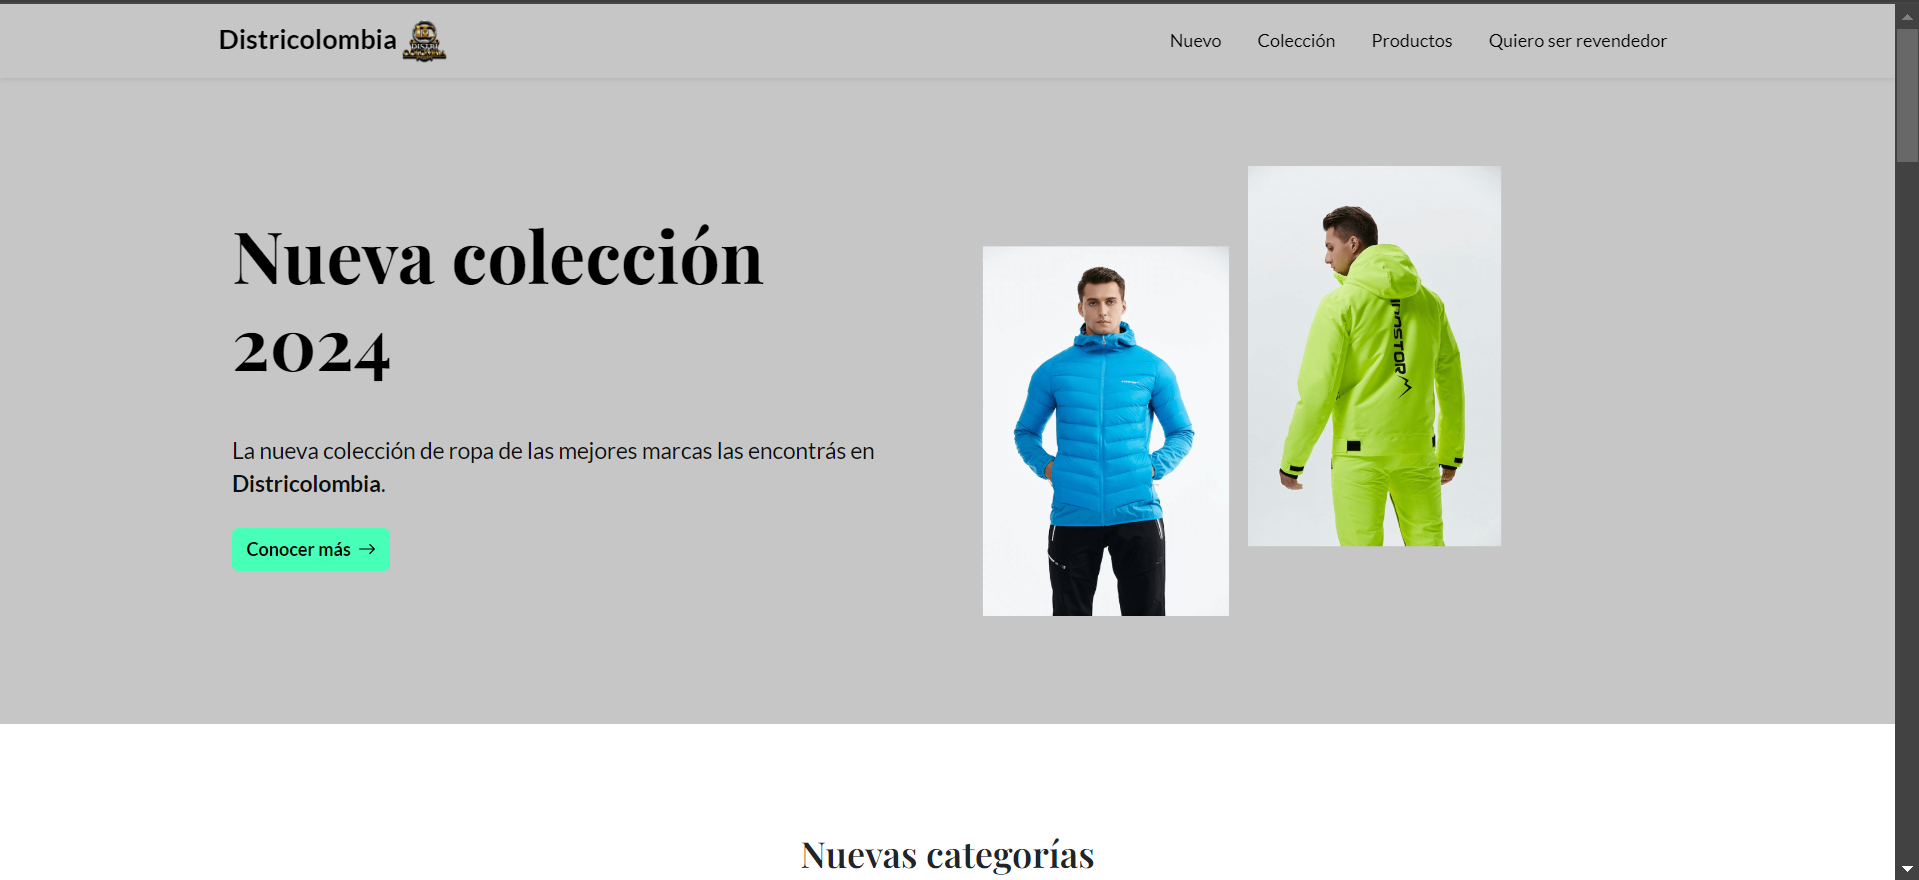 Districolombia
DISTRI
Nuevo
Colección
Productos
Quiero ser revendedor
Nueva colección
2024
La nueva colección de ropa de las mejores marcas las encontrás en
Districolombia.
Conocer más →
Nuevas categorías